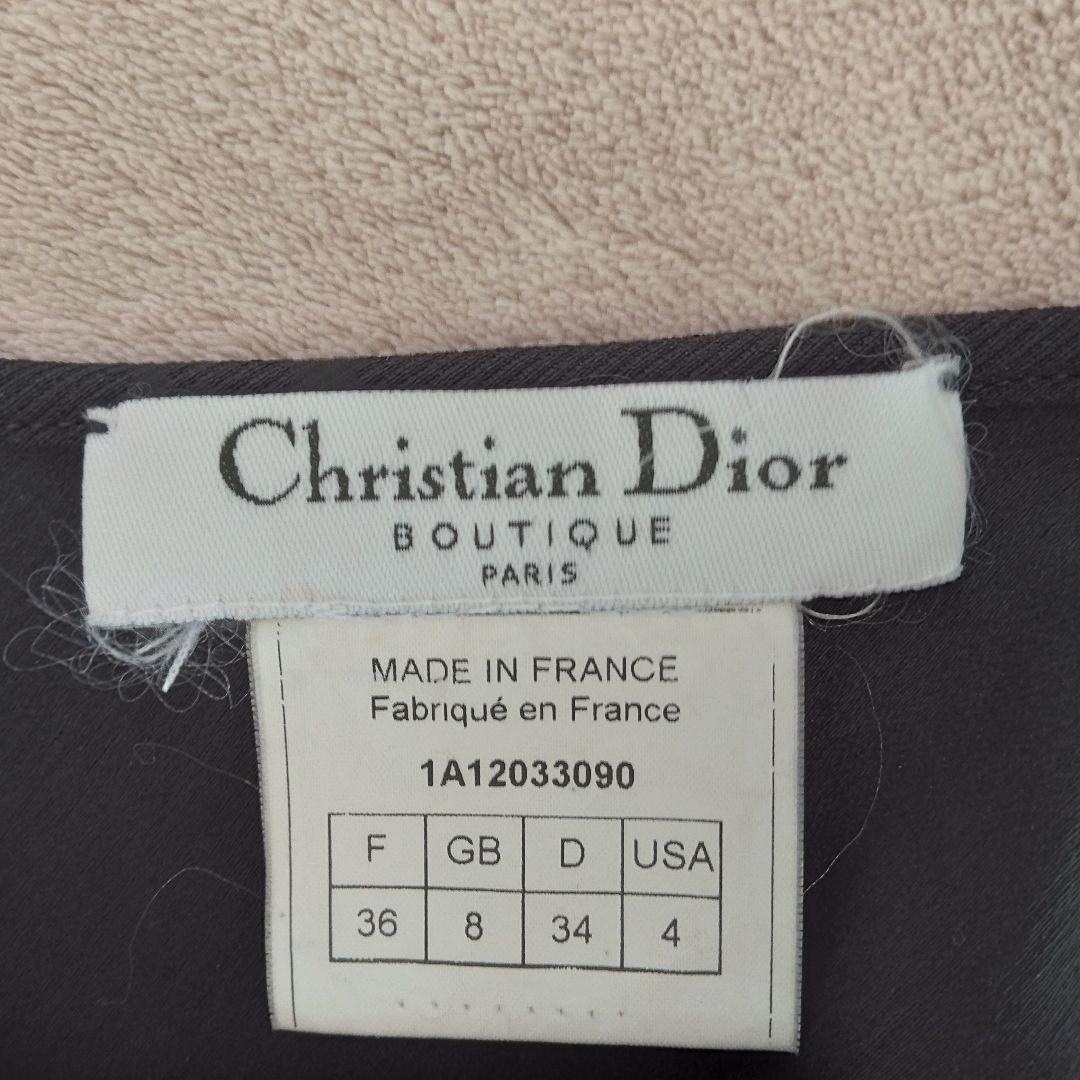 Christian Dior
BOUTIQUE
PARIS
MADE IN FRANCE
Fabriqué en France
1A12033090
F GB D USA
36 8 34 4